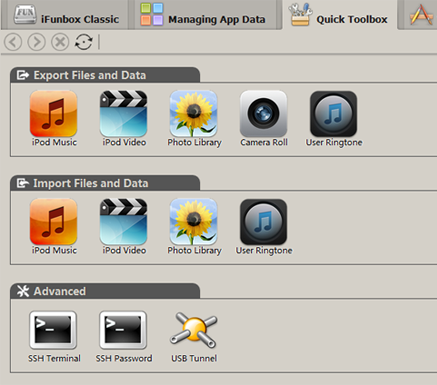 iFunbox Classic Managing App Data Quick Toolbox
Export Files and Data
iPod Music iPod Video Photo Library Camera Roll User Ringtone
Import Files and Data
iPod Music iPod Video Photo Library User Ringtone
Advanced
>_ >_
SSH Terminal SSH Password USB Tunnel